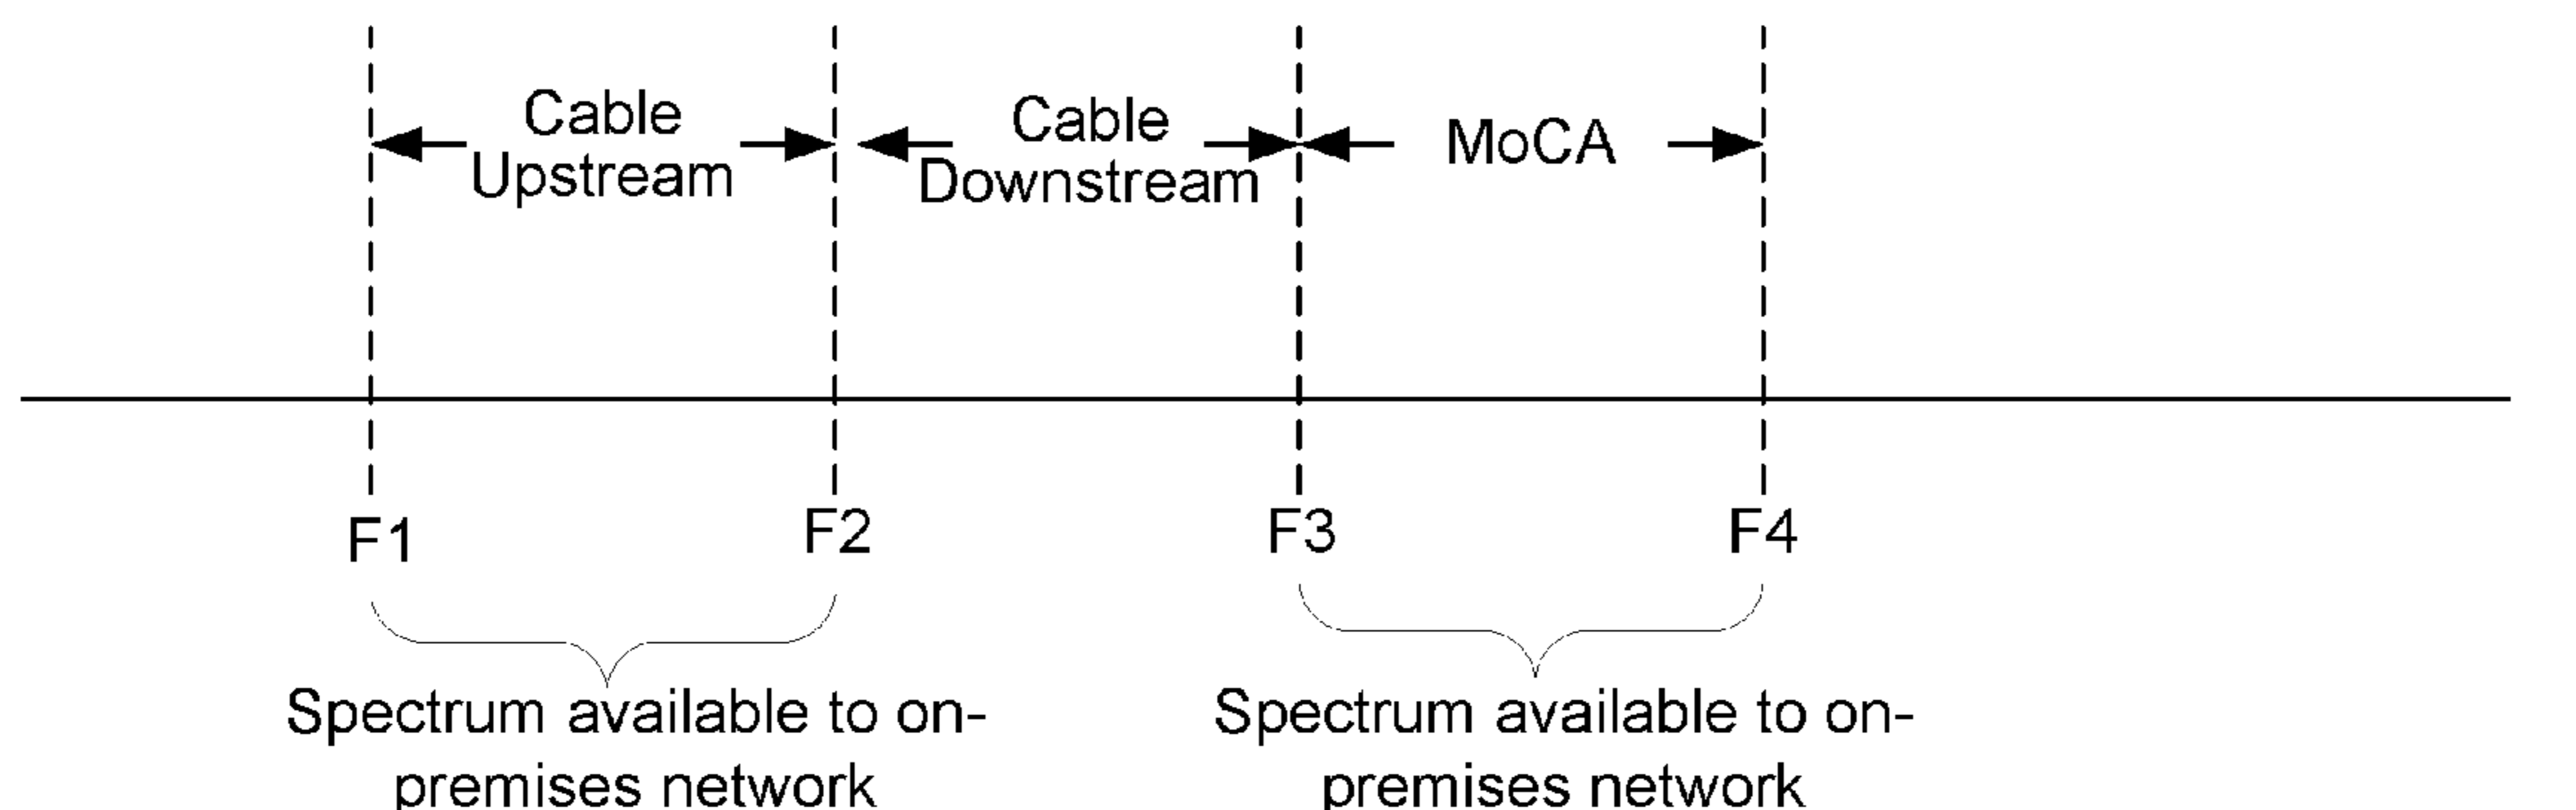 Cable
Upstream
Cable
Downstream
MoCA
F1
F2
F3
F4
Spectrum available to on-
premises network
Spectrum available to on-
premises network